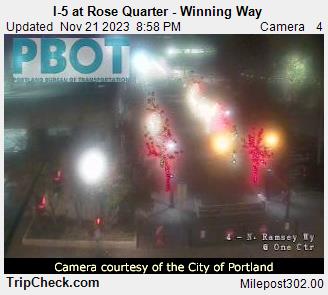 I-5 at Rose Quarter - Winning Way
Updated Nov 21 2023 8:58 PM Camera 4
PBOT
PORTLAND BUREAU OF TRANSPORTATION
4 - N. Ramsey Wy
@ One Ctr
Camera courtesy of the City of Portland
TripCheck.com Milepost302.00